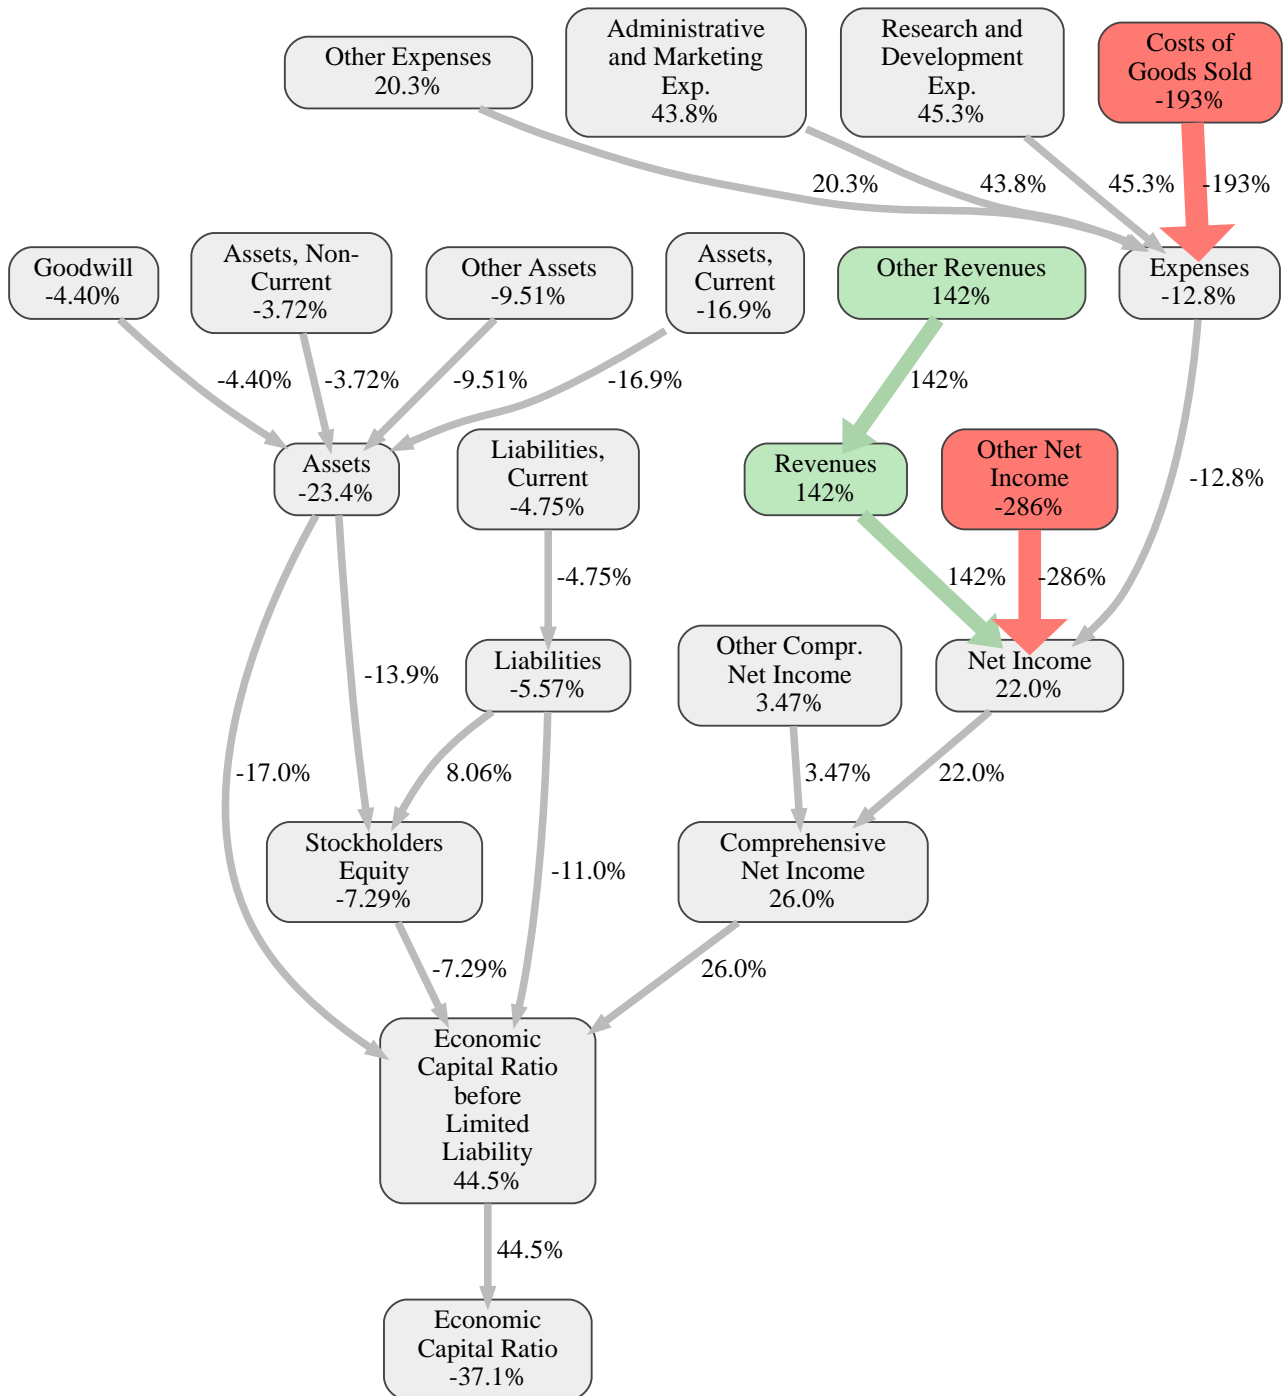 Other Expenses
20.3%
Administrative
and Marketing
Exp.
43.8%
Research and
Development
Exp.
45.3%
Costs of
Goods Sold
-193%
20.3%
43.8%
45.3%
-193%
Goodwill
-4.40%
Assets, Non-
Current
-3.72%
Other Assets
-9.51%
Assets,
Current
-16.9%
Other Revenues
142%
Expenses
-12.8%
-4.40%
-3.72%
-9.51%
-16.9%
142%
Assets
-23.4%
Liabilities,
Current
-4.75%
Revenues
142%
Other Net
Income
-286%
-12.8%
-4.75%
142%
-286%
Liabilities
-5.57%
Other Compr.
Net Income
3.47%
Net Income
22.0%
-13.9%
-17.0%
8.06%
3.47%
22.0%
Stockholders
Equity
-7.29%
-11.0%
Comprehensive
Net Income
26.0%
-7.29%
26.0%
Economic
Capital Ratio
before
Limited
Liability
44.5%
44.5%
Economic
Capital Ratio
-37.1%